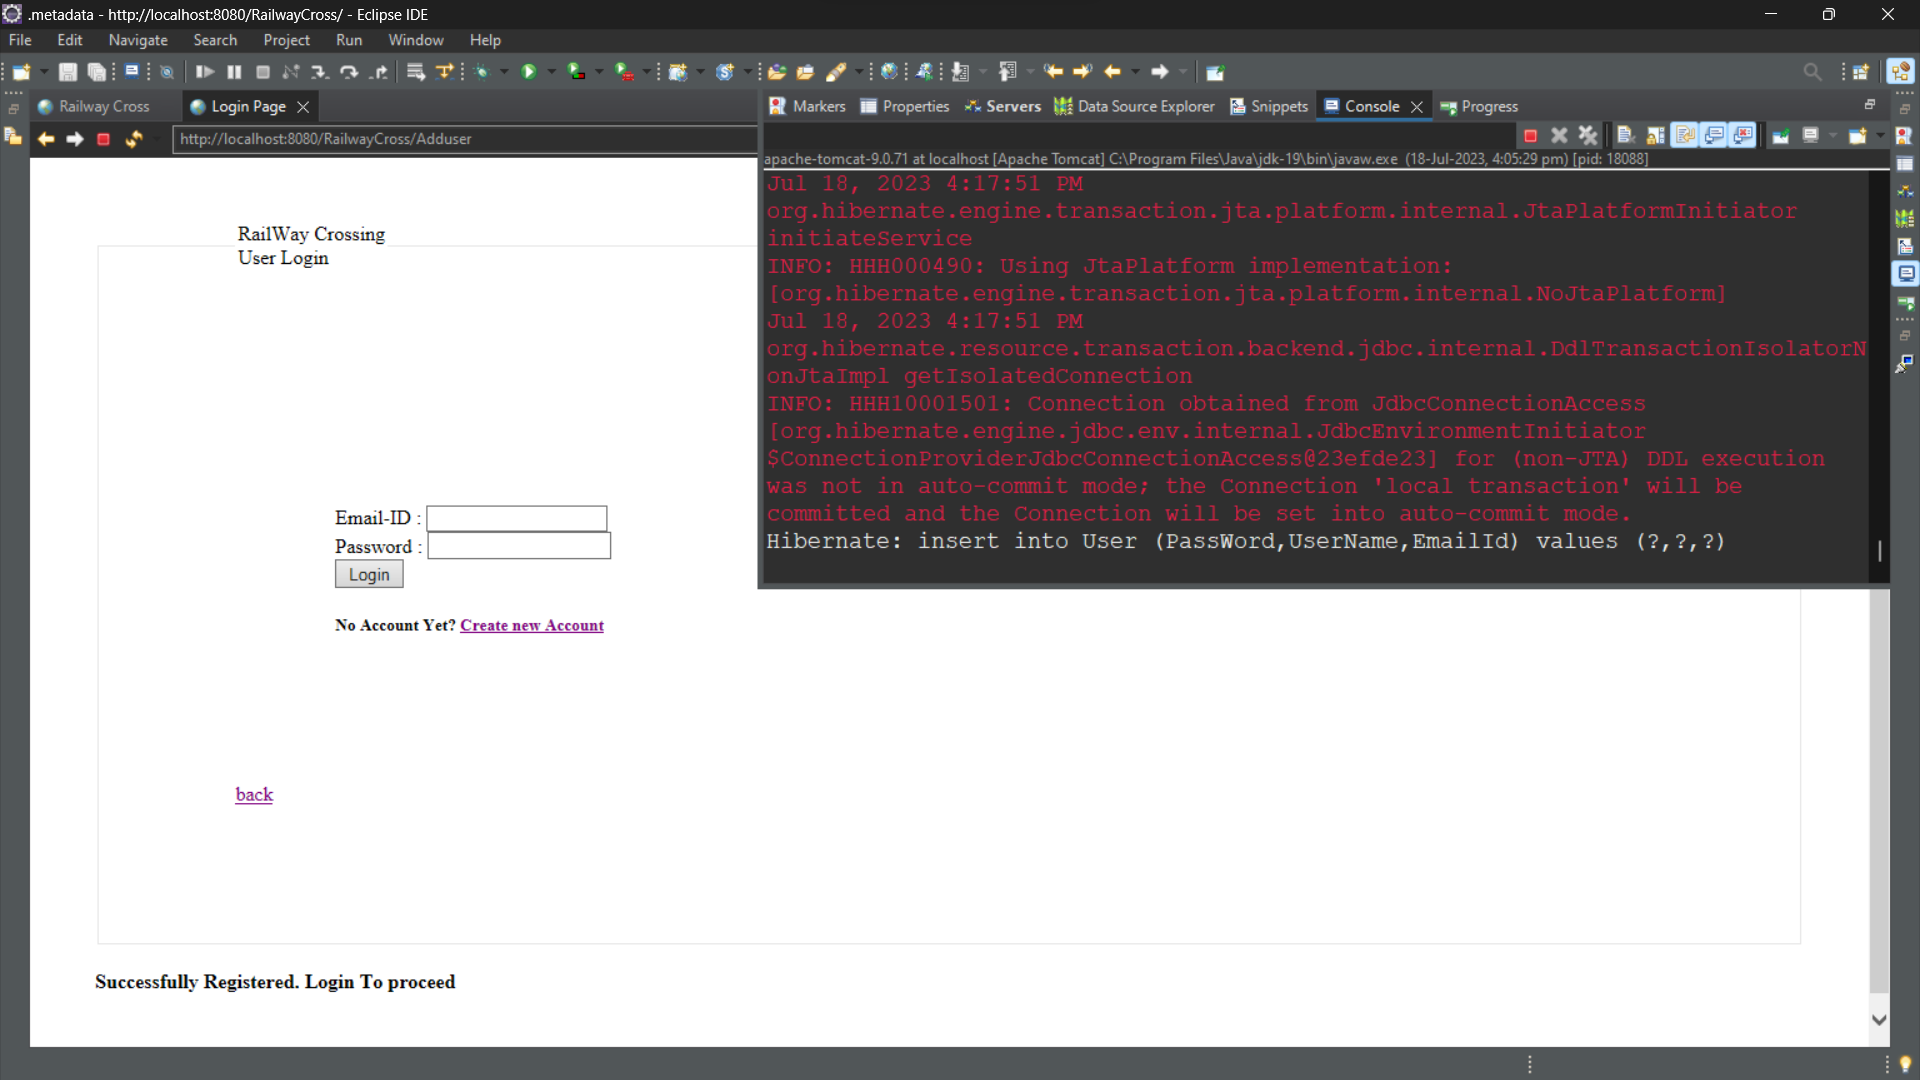 .metadata - http://localhost:8080/RailwayCross/ - Eclipse IDE
File Edit Navigate Search Project Run Window Help
Railway Cross
Login Page
http://localhost:8080/RailwayCross/Adduser
RailWay Crossing
User Login
Email-ID :
Password :
Login
No Account Yet? Create new Account
back
Successfully Registered. Login To proceed
Markers Properties Servers Data Source Explorer Snippets Console Progress
apache-tomcat-9.0.71 at localhost [Apache Tomcat] C:\Program Files\Java\jdk-19\bin\javaw.exe (18-Jul-2023, 4:05:29 pm) [pid: 18088]
Jul 18, 2023 4:17:51 PM
org.hibernate.engine.transaction.jta.platform.internal.JtaPlatformInitiator
initiateService
INFO: HHH000490: Using JtaPlatform implementation:
[org.hibernate.engine.transaction.jta.platform.internal.NoJtaPlatform]
Jul 18, 2023 4:17:51 PM
org.hibernate.resource.transaction.backend.jdbc.internal.DdlTransactionIsolatorN
onJtaImpl getIsolatedConnection
INFO: HHH10001501: Connection obtained from JdbcConnectionAccess
[org.hibernate.engine.jdbc.env.internal.JdbcEnvironmentInitiator
$ConnectionProviderJdbcConnectionAccess@23efde23] for (non-JTA) DDL execution
was not in auto-commit mode; the Connection 'local transaction' will be
committed and the Connection will be set into auto-commit mode.
Hibernate: insert into User (PassWord,UserName,EmailId) values (?,?,?)